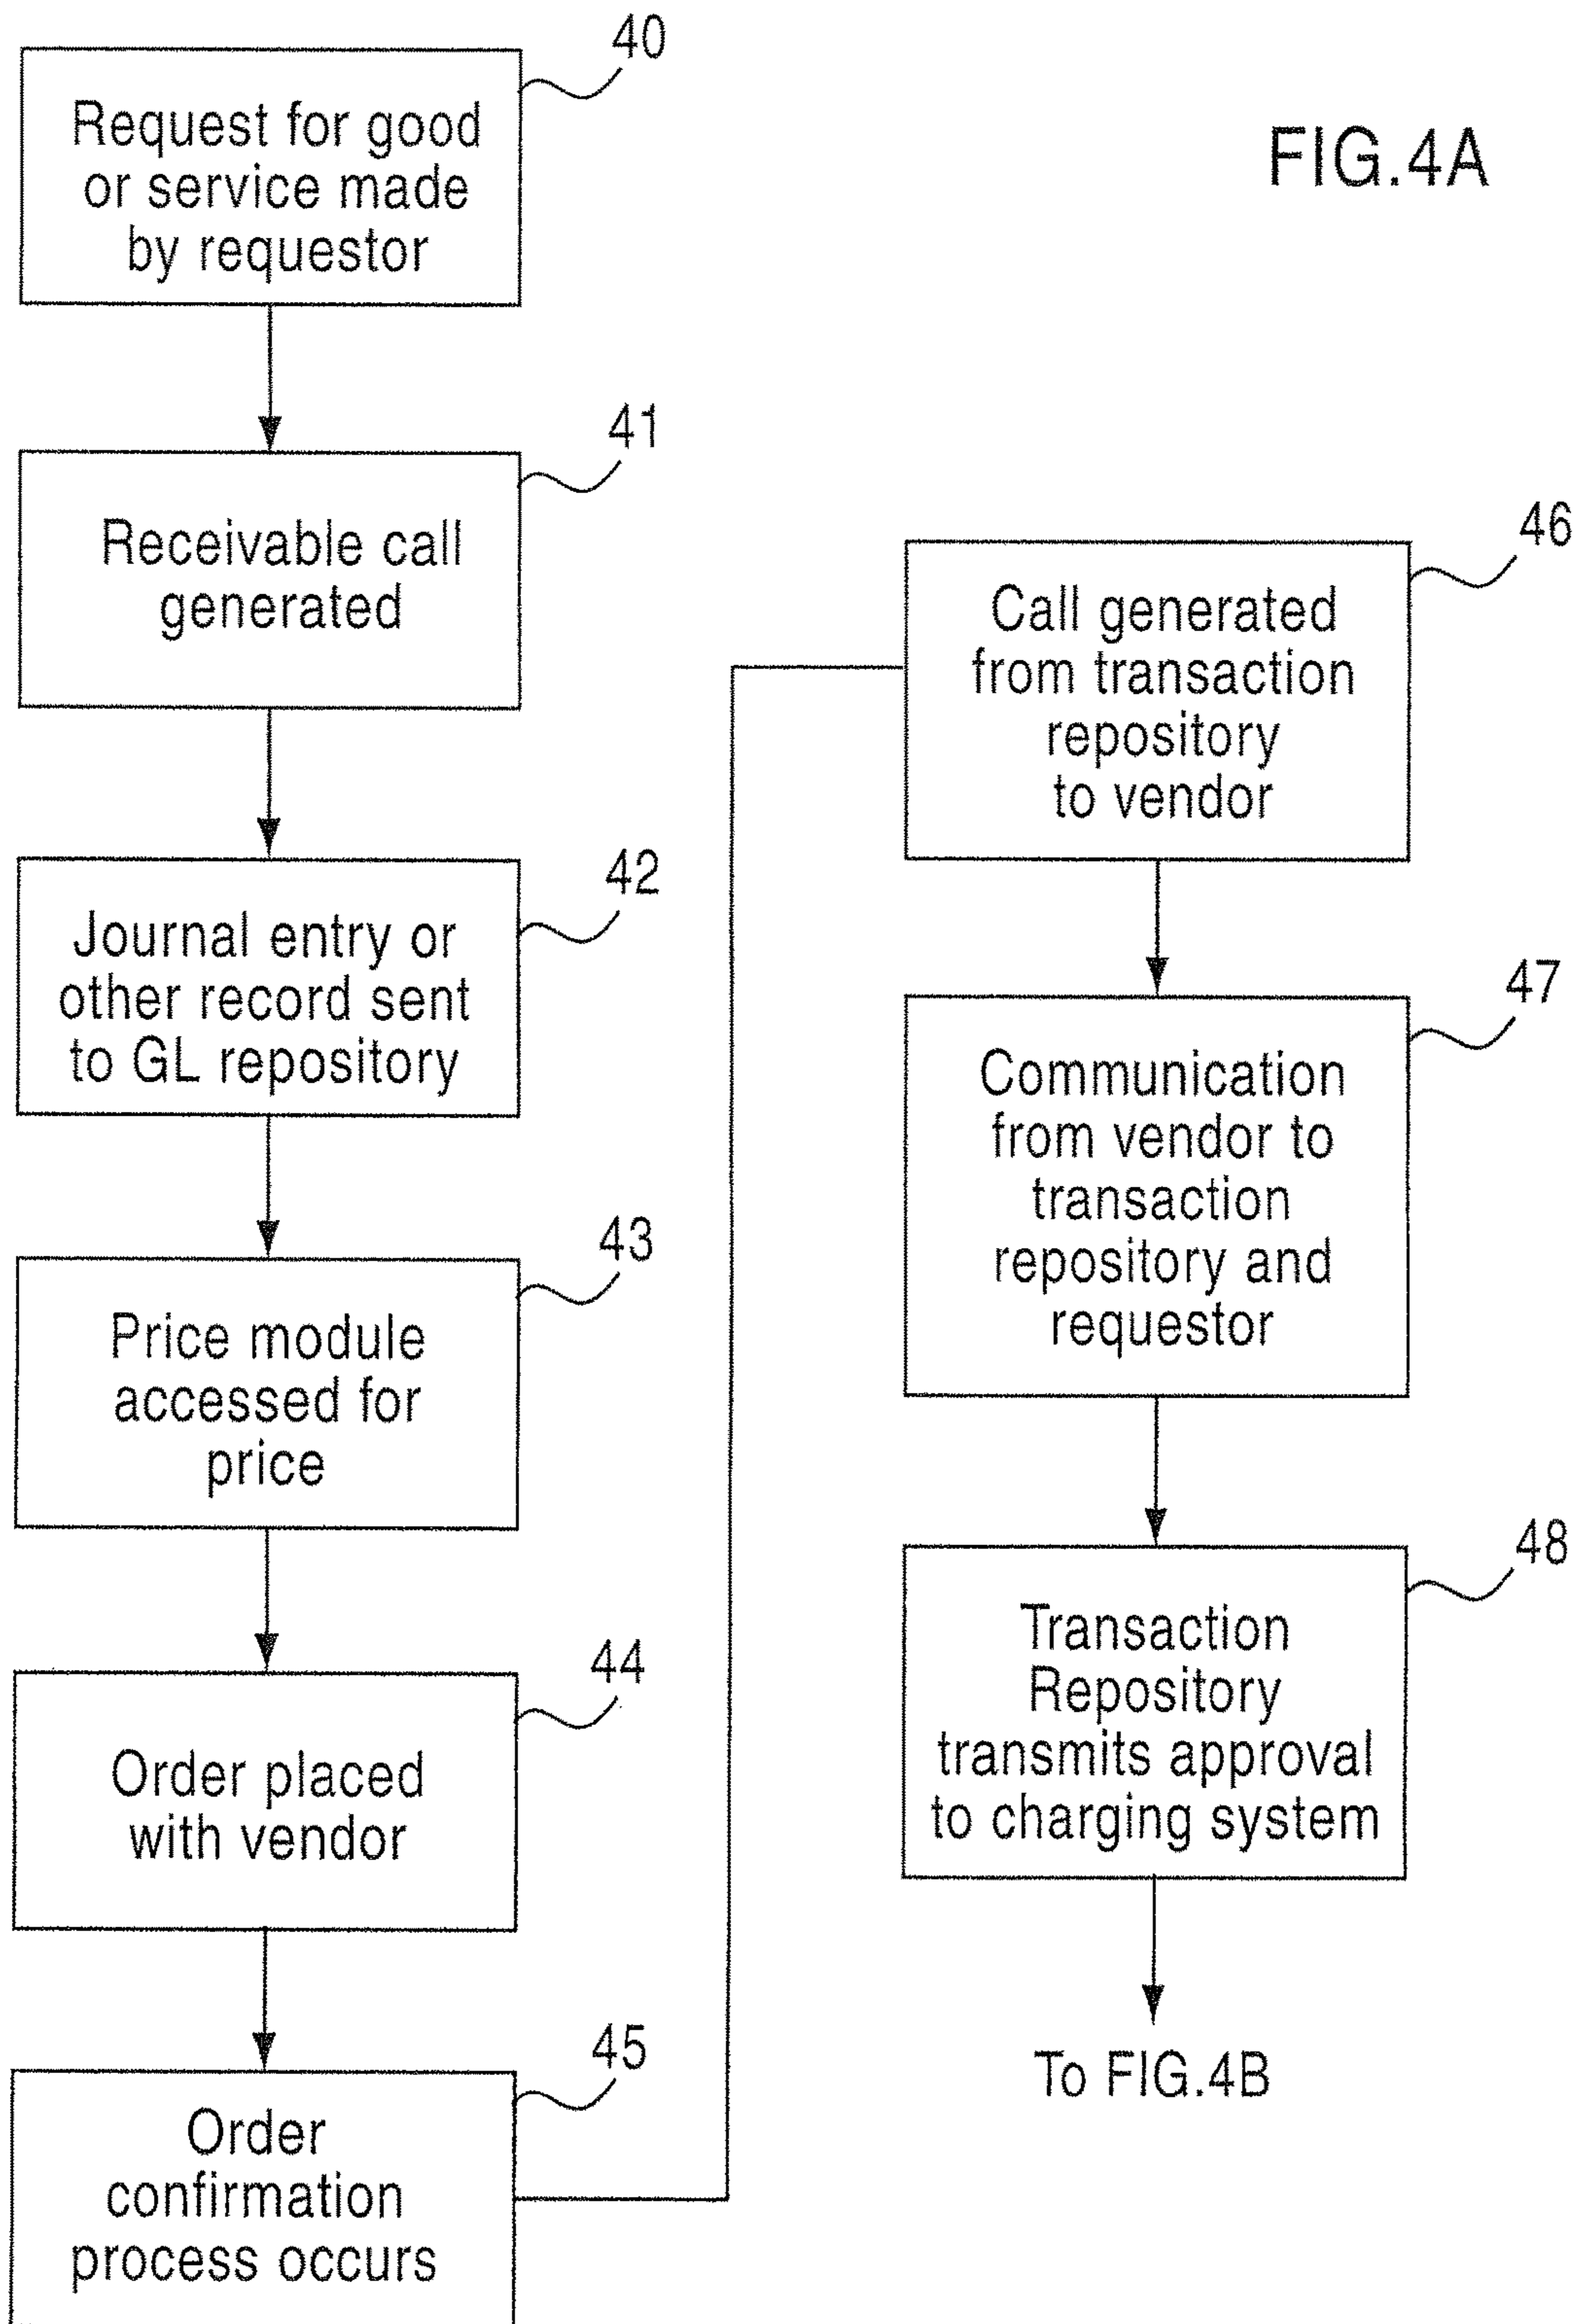 FIG.4A
40
Request for good
or service made
by requestor
41
Receivable call
generated
42
Journal entry or
other record sent
to GL repository
43
Price module
accessed for
price
44
Order placed
with vendor
45
Order
confirmation
process occurs
46
Call generated
from transaction
repository
to vendor
47
Communication
from vendor to
transaction
repository and
requestor
48
Transaction
Repository
transmits approval
to charging system
To FIG.4B